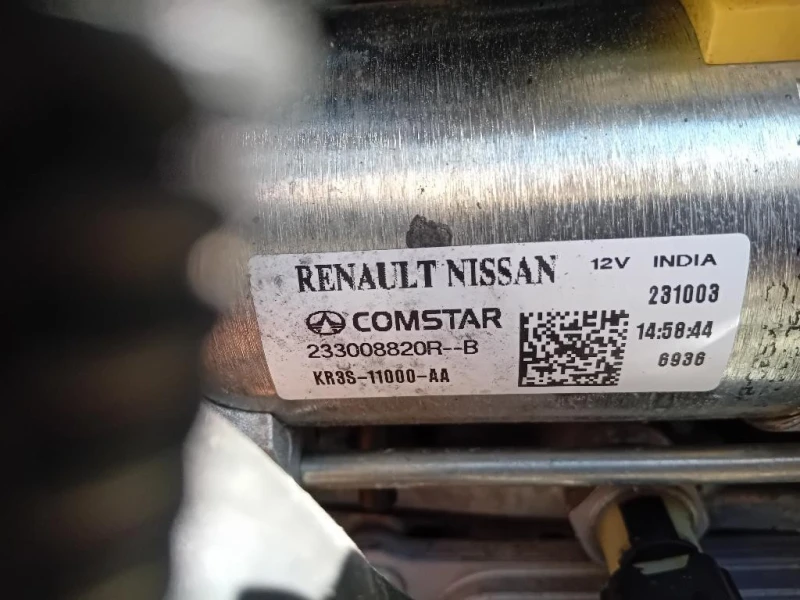 RENAULT NISSAN 12V INDIA
231003
COMSTAR
233008820R--B 14:58:44
KR3S-11000-AA 6936